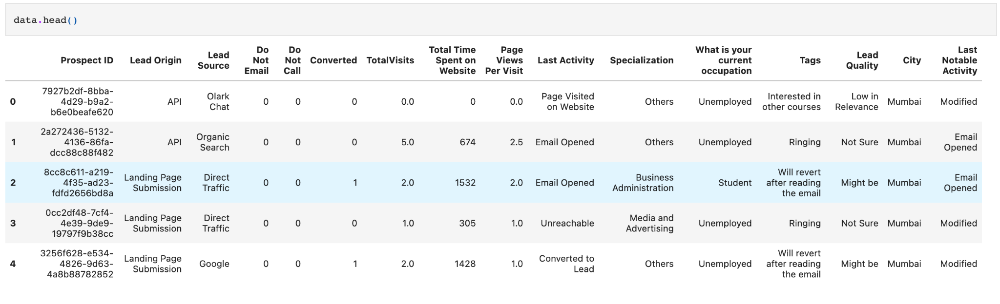 data.head()
Prospect ID Lead Origin Lead Source Do Not Email Do Not Call Converted TotalVisits Total Time Spent on Website Page Views Per Visit Last Activity Specialization What is your current occupation Tags Lead Quality City Last Notable Activity
0 7927b2df-8bba-4d29-b9a2-b6e0beafe620 API Olark Chat 0 0 0 0.0 0 0.0 Page Visited on Website Others Unemployed Interested in other courses Low in Relevance Mumbai Modified
1 2a272436-5132-4136-86fa-dcc88c88f482 API Organic Search 0 0 0 5.0 674 2.5 Email Opened Others Unemployed Ringing Not Sure Mumbai Email Opened
2 8cc8c611-a219-4f35-ad23-fdfd2656bd8a Landing Page Submission Direct Traffic 0 0 1 2.0 1532 2.0 Email Opened Business Administration Student Will revert after reading the email Might be Mumbai Email Opened
3 0cc2df48-7cf4-4e39-9de9-19797f9b38cc Landing Page Submission Direct Traffic 0 0 0 1.0 305 1.0 Unreachable Media and Advertising Unemployed Ringing Not Sure Mumbai Modified
4 3256f628-e534-4826-9d63-4a8b88782852 Landing Page Submission Google 0 0 1 2.0 1428 1.0 Converted to Lead Others Unemployed Will revert after reading the email Might be Mumbai Modified